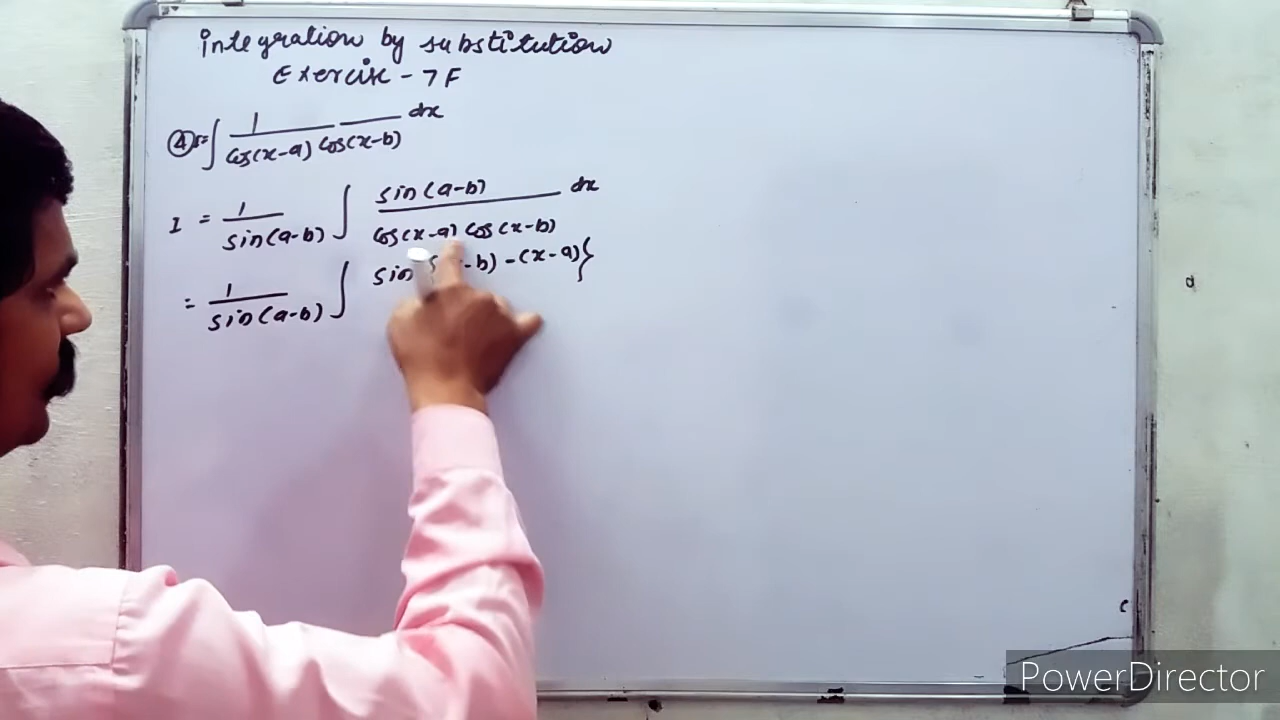 integration by substitution
Exercise - 7F
④ I= ∫ 1 / cos(x-a) cos(x-b) dx
I = 1 / sin(a-b) ∫ sin(a-b) / cos(x-a) cos(x-b) dx
= 1 / sin(a-b) ∫ sin -b) - (x-a)}
PowerDirector